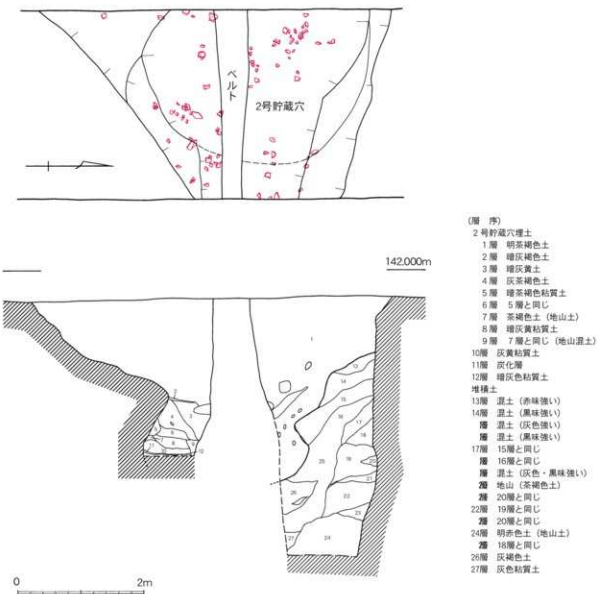 ベルト
2号貯蔵穴
142.000m
0 2m
(層 序)
2号貯蔵穴埋土
1層 明茶褐色土
2層 暗灰褐色土
3層 暗灰黄土
4層 灰茶褐色土
5層 暗茶褐色粘質土
6層 5層と同じ
7層 茶褐色土(地山土)
8層 暗灰黄粘質土
9層 7層と同じ(地山混土)
10層 灰黄粘質土
11層 炭化層
12層 暗灰色粘質土
堆積土
13層 混土(赤味強い)
14層 混土(黒味強い)
層 混土(灰色強い)
層 混土(黒味強い)
17層 15層と同じ
層 16層と同じ
層 混土(灰色・黒味強い)
層 地山(茶褐色土)
層 20層と同じ
22層 19層と同じ
層 20層と同じ
24層 明赤色土(地山土)
層 18層と同じ
26層 灰褐色土
27層 灰色粘質土